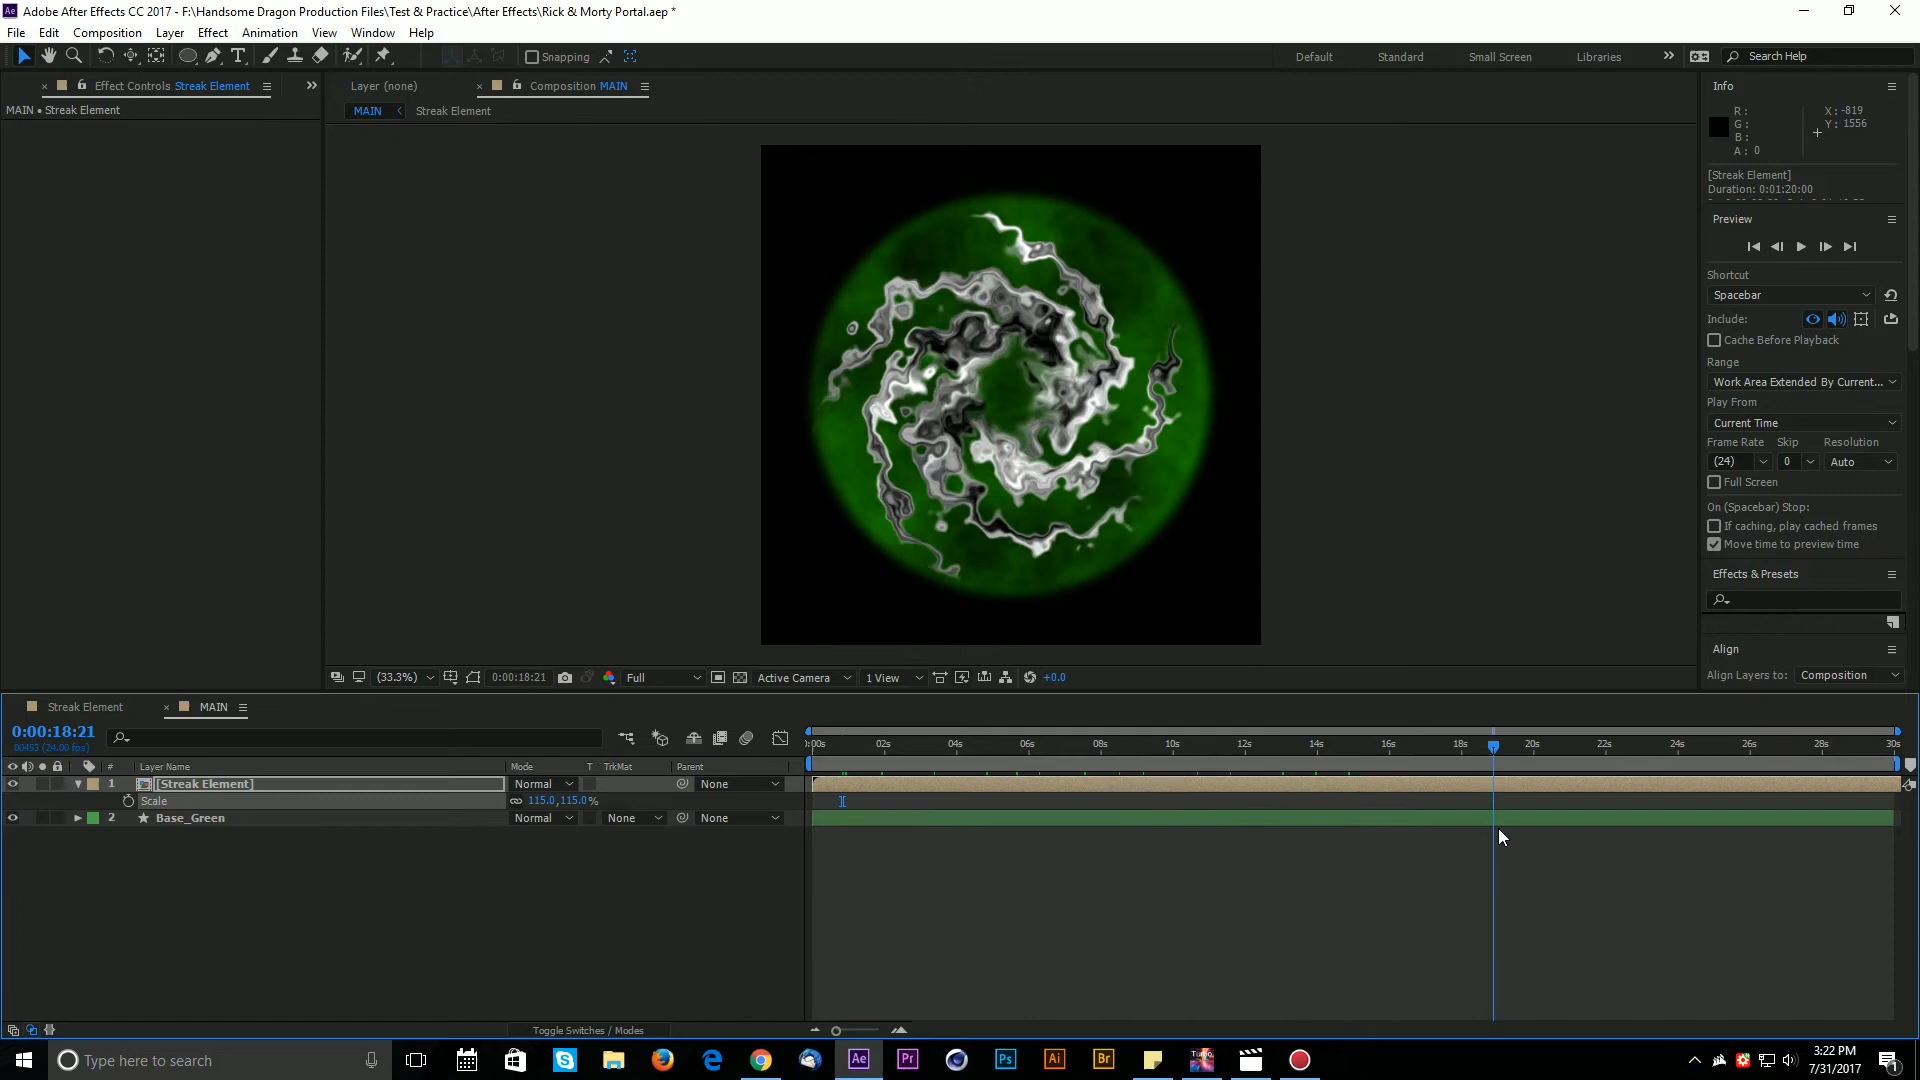 Adobe After Effects CC 2017 - F:\Handsome Dragon Production Files\Test & Practice\After Effects\Rick & Morty Portal.aep *
File Edit Composition Layer Effect Animation View Window Help
Snapping Default Standard Small Screen Libraries Search Help
Effect Controls Streak Element
MAIN • Streak Element
Layer (none) Composition MAIN
MAIN Streak Element
(33.3%) 0:00:18:21 Full Active Camera 1 View +0.0
Info
R :
G :
B :
A : 0
X : -819
Y : 1556
[Streak Element]
Duration: 0:01:20:00
Preview
Shortcut
Spacebar
Include:
Cache Before Playback
Range
Work Area Extended By Current...
Play From
Current Time
Frame Rate Skip Resolution
(24) 0 Auto
Full Screen
On (Spacebar) Stop:
If caching, play cached frames
Move time to preview time
Effects & Presets
Align
Align Layers to: Composition
Streak Element MAIN
0:00:18:21
00453 (24.00 fps)
):00s 02s 04s 06s 08s 10s 12s 14s 16s 18s 20s 22s 24s 26s 28s 30s
# Layer Name Mode T TrkMat Parent
1 [Streak Element] Normal None
Scale 115.0,115.0%
2 Base_Green Normal None None
Toggle Switches / Modes
Type here to search
Ae Pr Ps Ai Br
3:22 PM
7/31/2017
1